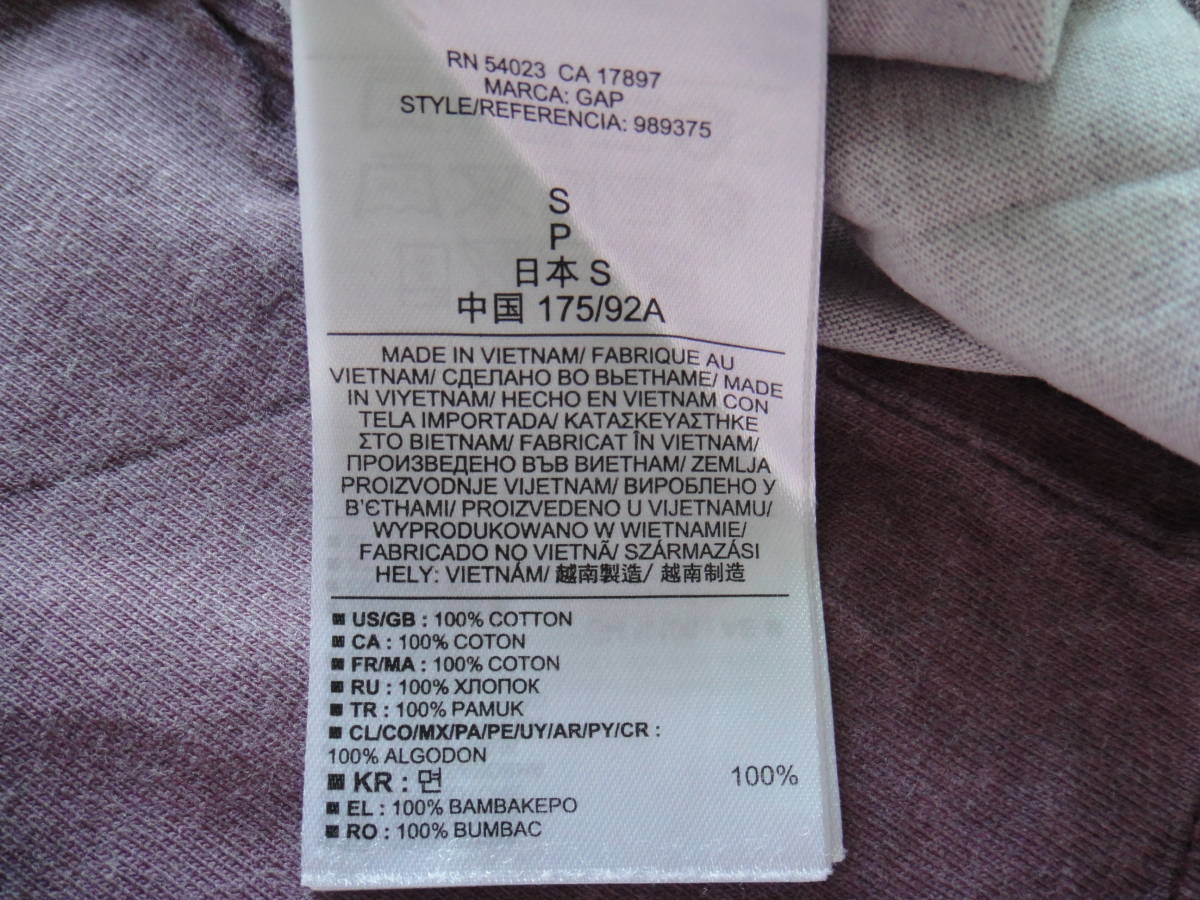 RN 54023 CA 17897
MARCA: GAP
STYLE/REFERENCIA: 989375
S
P
日本 S
中国 175/92A
MADE IN VIETNAM/ FABRIQUE AU
VIETNAM/ СДЕЛАНО ВО ВЬЕТНАМЕ/ MADE
IN VIYETNAM/ HECHO EN VIETNAM CON
TELA IMPORTADA/ ΚΑΤΑΣΚΕΥΑΣΤΗΚΕ
ΣΤΟ ΒΙΕΤΝΑΜ/ FABRICAT ÎN VIETNAM/
ПРОИЗВЕДЕНО ВЪВ ВИЕТНАМ/ ZEMLJA
PROIZVODNJE VIJETNAM/ ВИРОБЛЕНО У
В'ЄТНАМІ/ PROIZVEDENO U VIJETNAMU/
WYPRODUKOWANO W WIETNAMIE/
FABRICADO NO VIETNÃ/ SZÁRMAZÁSI
HELY: VIETNÁM/ 越南製造/ 越南制造
US/GB : 100% COTTON
CA : 100% COTON
FR/MA : 100% COTON
RU : 100% ХЛОПОК
TR : 100% PAMUK
CL/CO/MX/PA/PE/UY/AR/PY/CR :
100% ALGODON
KR : 면 100%
EL : 100% ΒΑΜΒΑΚΕΡΟ
RO : 100% BUMBAC